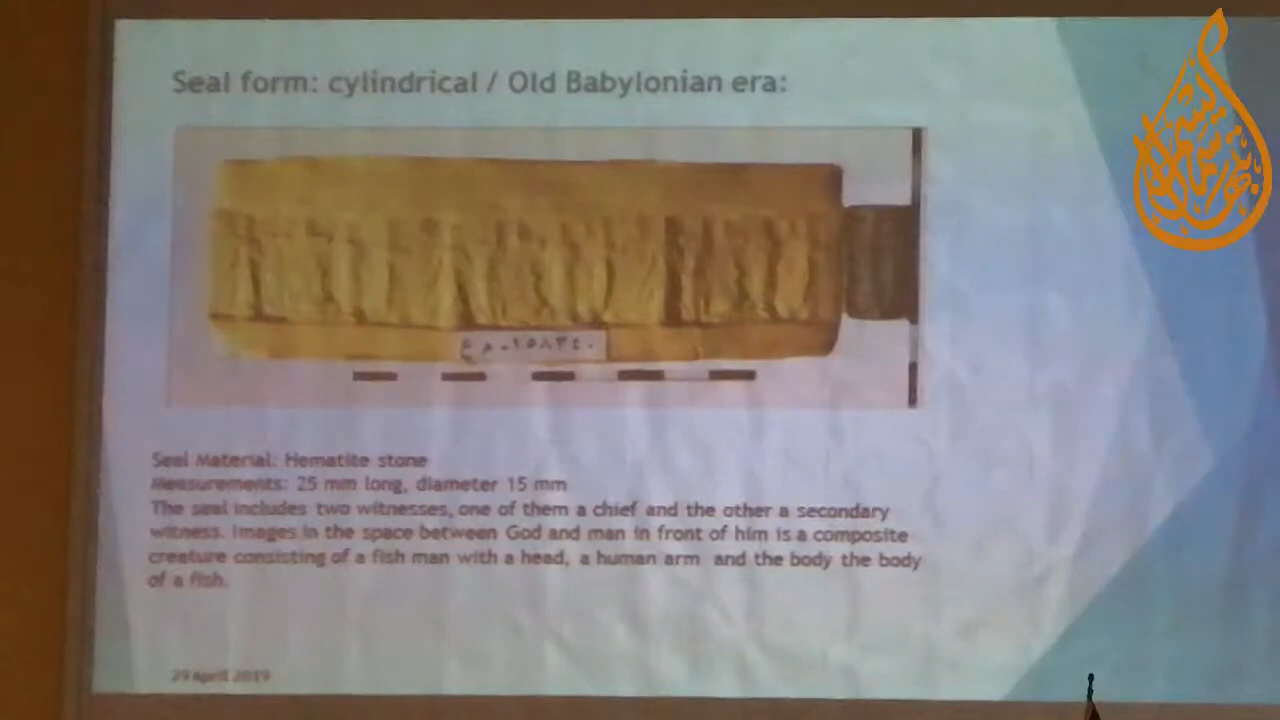 Seal form: cylindrical / Old Babylonian era:
١٥٨٣٤٠-م ع
Seal Material: Hematite stone
Measurements: 25 mm long, diameter 15 mm
The seal includes two witnesses, one of them a chief and the other a secondary
witness. Images in the space between God and man in front of him is a composite
creature consisting of a fish man with a head, a human arm and the body the body
of a fish.
29 April 2019